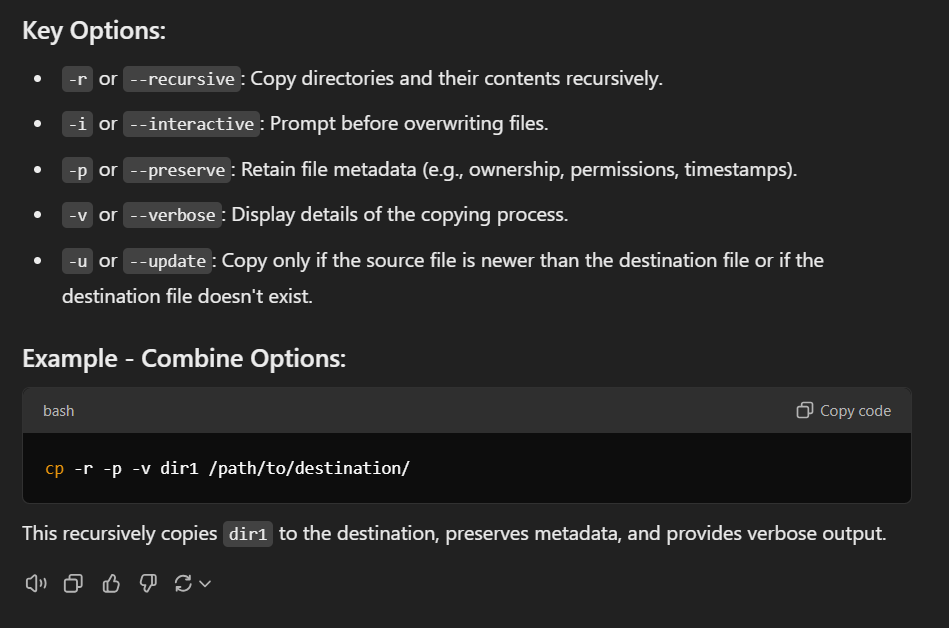 Key Options:
-r or --recursive: Copy directories and their contents recursively.
-i or --interactive: Prompt before overwriting files.
-p or --preserve: Retain file metadata (e.g., ownership, permissions, timestamps).
-v or --verbose: Display details of the copying process.
-u or --update: Copy only if the source file is newer than the destination file or if the
destination file doesn't exist.
Example - Combine Options:
bash Copy code
cp -r -p -v dir1 /path/to/destination/
This recursively copies dir1 to the destination, preserves metadata, and provides verbose output.